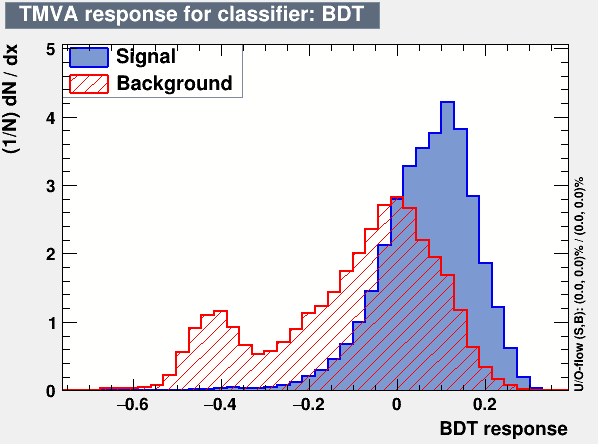 TMVA response for classifier: BDT
(1/N) dN / dx
Signal
Background
5
4
3
2
1
0
−0.6 −0.4 −0.2 0 0.2
BDT response
U/O-flow (S,B): (0.0, 0.0)% / (0.0, 0.0)%